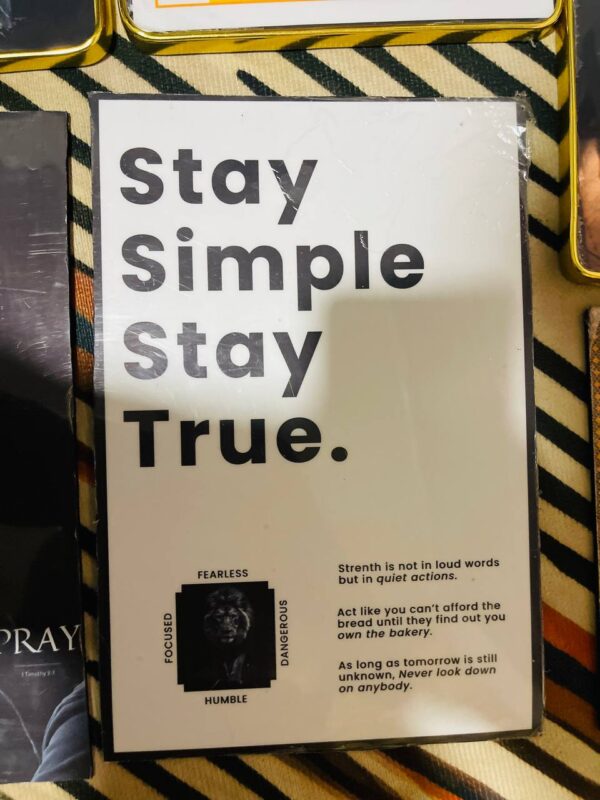 Stay
Simple
Stay
True.
FEARLESS
FOCUSED
DANGEROUS
HUMBLE
Strenth is not in loud words
but in quiet actions.
Act like you can't afford the
bread until they find out you
own the bakery.
As long as tomorrow is still
unknown, Never look down
on anybody.
PRAY